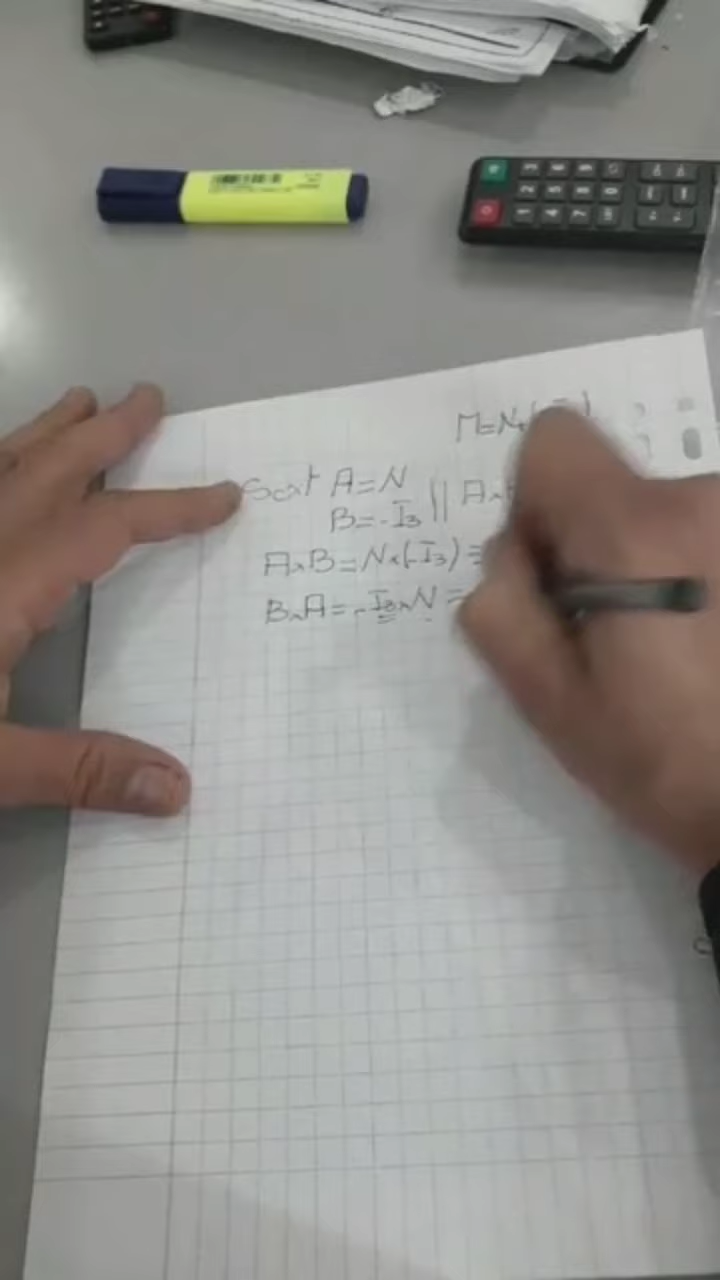 M=N+(
Soit A=N
B=-I₃ || A×
A×B=N×(-I₃)=
B×A=-I₃×N=